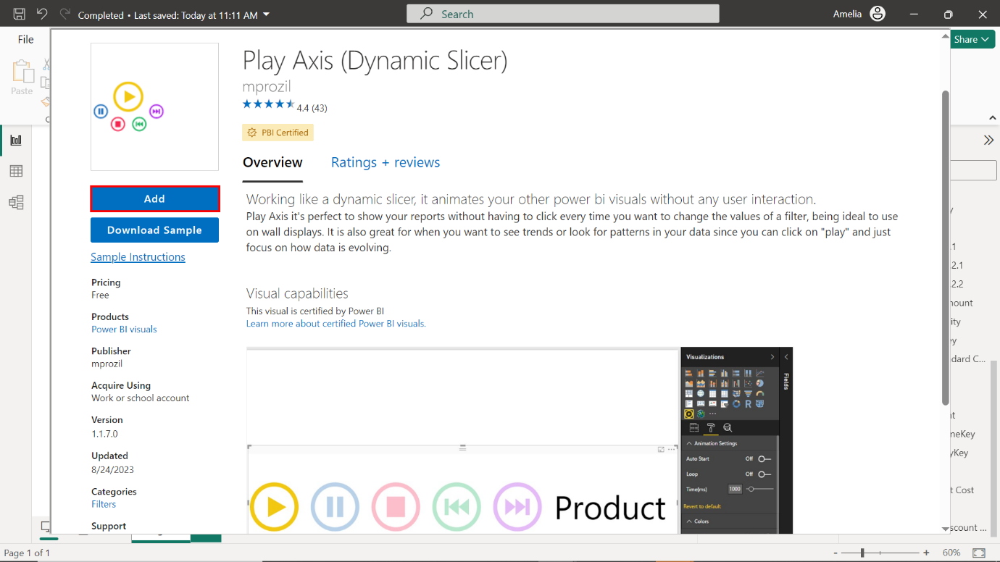 Completed • Last saved: Today at 11:11 AM
Search
Amelia
File
Share
Paste
Play Axis (Dynamic Slicer)
mprozil
4.4 (43)
PBI Certified
Overview
Ratings + reviews
Add
Download Sample
Sample Instructions
Working like a dynamic slicer, it animates your other power bi visuals without any user interaction.
Play Axis it's perfect to show your reports without having to click every time you want to change the values of a filter, being ideal to use
on wall displays. It is also great for when you want to see trends or look for patterns in your data since you can click on "play" and just
focus on how data is evolving.
Pricing
Free
Products
Power BI visuals
Publisher
mprozil
Acquire Using
Work or school account
Version
1.1.7.0
Updated
8/24/2023
Categories
Filters
Support
Visual capabilities
This visual is certified by Power BI
Learn more about certified Power BI visuals.
Visualizations
Fields
Animation Settings
Auto Start Off
Loop Off
Time(ms) 1000
Revert to default
Colors
Product
.1
2.1
2.2
nount
ity
ey
dard C...
nt
neKey
yKey
t Cost
scount ...
Page 1 of 1
- + 60%